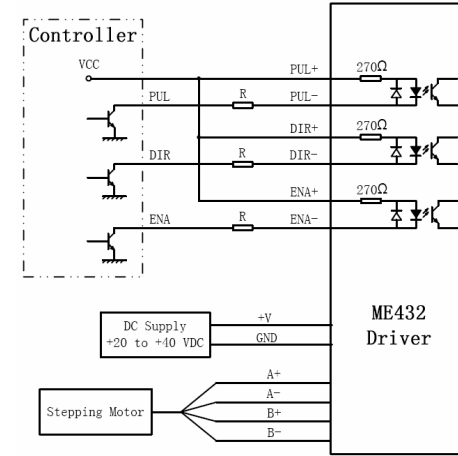 Controller
VCC
PUL+
270Ω
PUL
R
PUL-
DIR+
270Ω
DIR
R
DIR-
ENA+
270Ω
ENA
R
ENA-
ME432
Driver
DC Supply
+20 to +40 VDC
+V
GND
Stepping Motor
A+
A-
B+
B-